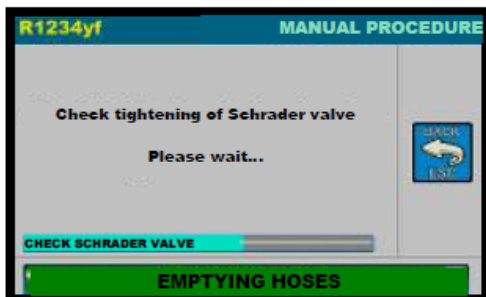 R1234yf MANUAL PROCEDURE
Check tightening of Schrader valve
Please wait...
BACK
ESC
CHECK SCHRADER VALVE
EMPTYING HOSES